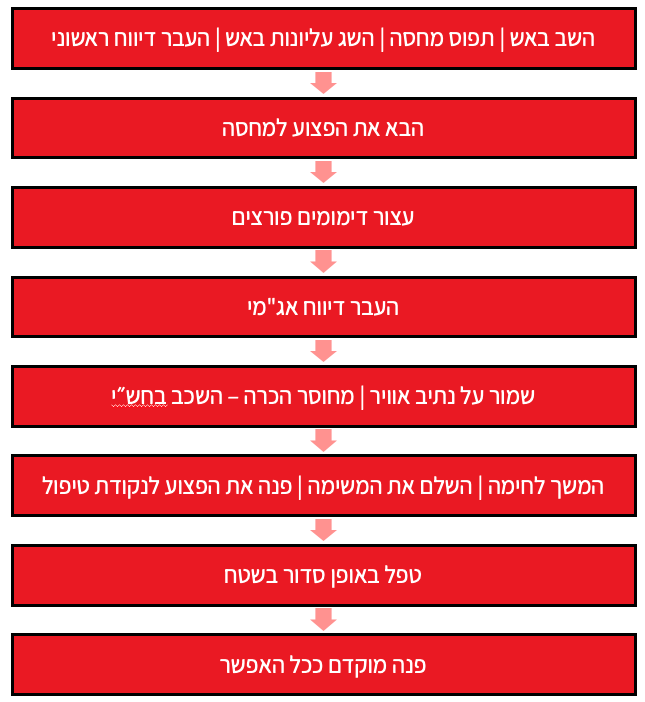 השב באש | תפוס מחסה | השג עליונות באש | העבר דיווח ראשוני
הבא את הפצוע למחסה
עצור דימומים פורצים
העבר דיווח אג"מי
שמור על נתיב אוויר | מחוסר הכרה – השכב בחש״י
המשך לחימה | השלם את המשימה | פנה את הפצוע לנקודת טיפול
טפל באופן סדור בשטח
פנה מוקדם ככל האפשר